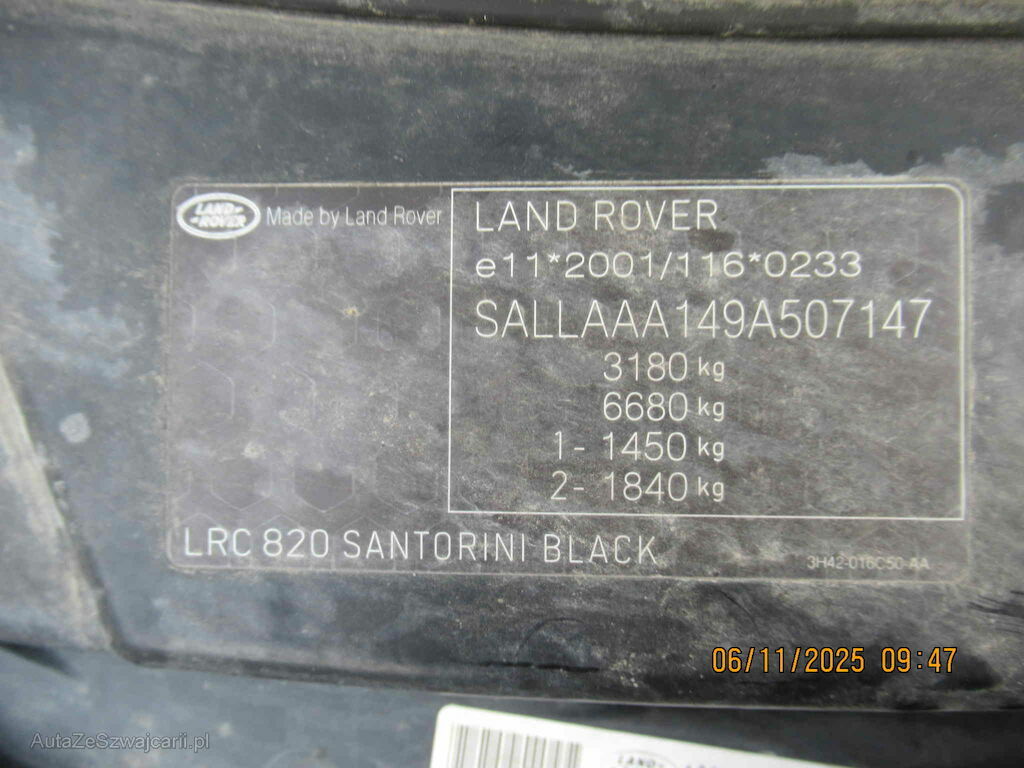 LAND ROVER
Made by Land Rover
LAND ROVER
e11*2001/116*0233
SALLAAA149A507147
3180 kg
6680 kg
1- 1450 kg
2- 1840 kg
LRC 820 SANTORINI BLACK
3H42-016C50-AA
06/11/2025 09:47
AutaZeSzwajcarii.pl
LAND